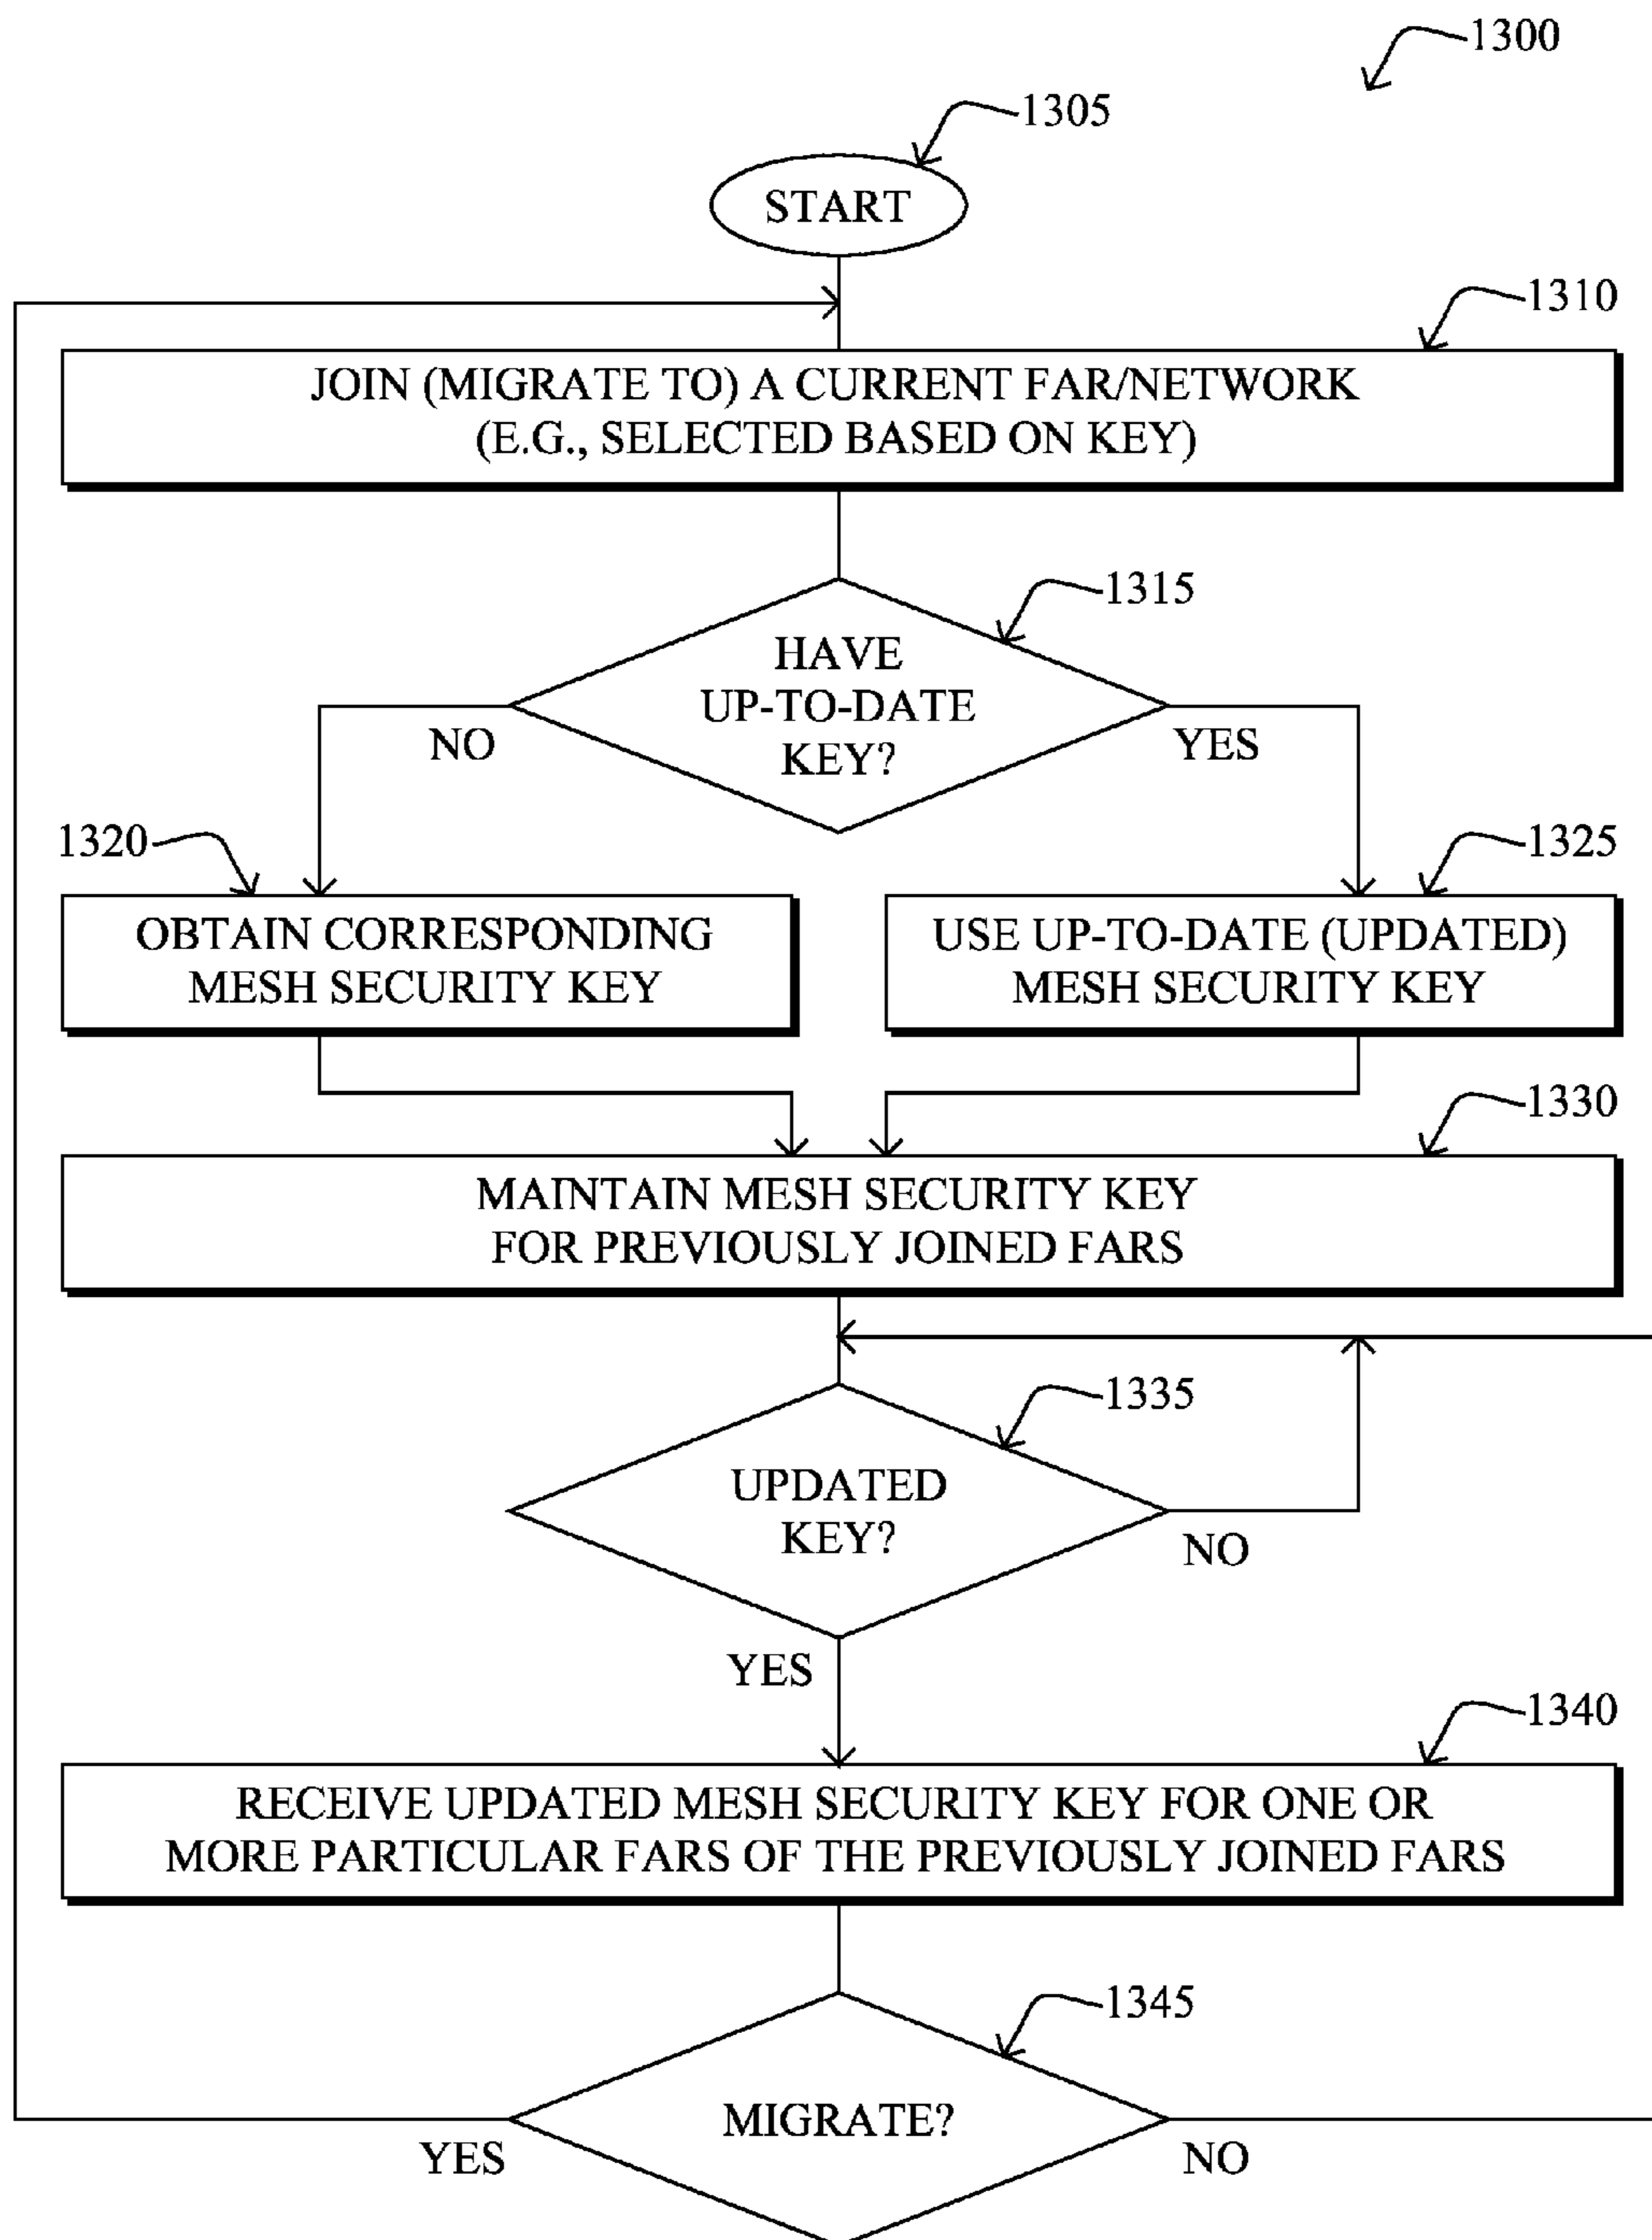 1300
1305
START
1310
JOIN (MIGRATE TO) A CURRENT FAR/NETWORK
(E.G., SELECTED BASED ON KEY)
1315
HAVE
UP-TO-DATE
KEY?
NO
YES
1320
1325
OBTAIN CORRESPONDING
MESH SECURITY KEY
USE UP-TO-DATE (UPDATED)
MESH SECURITY KEY
1330
MAINTAIN MESH SECURITY KEY
FOR PREVIOUSLY JOINED FARS
1335
UPDATED
KEY?
NO
YES
1340
RECEIVE UPDATED MESH SECURITY KEY FOR ONE OR
MORE PARTICULAR FARS OF THE PREVIOUSLY JOINED FARS
1345
MIGRATE?
YES
NO